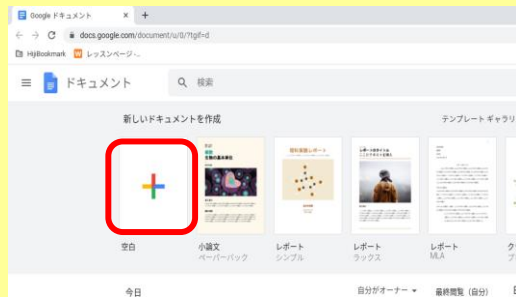 Google ドキュメント × +
docs.google.com/document/u/0/?tgif=d
HijiBookmark レッスンページ-..
ドキュメント 検索
新しいドキュメントを作成 テンプレート ギャラリ
空白 小論文 レポート レポート レポート
ペーパーバック シンプル ラックス MLA
今日 自分がオーナー 最終閲覧（自分）